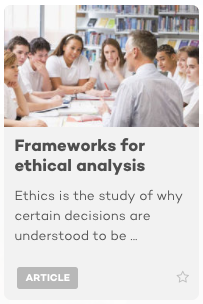 Frameworks for
ethical analysis
Ethics is the study of why
certain decisions are
understood to be ...
ARTICLE